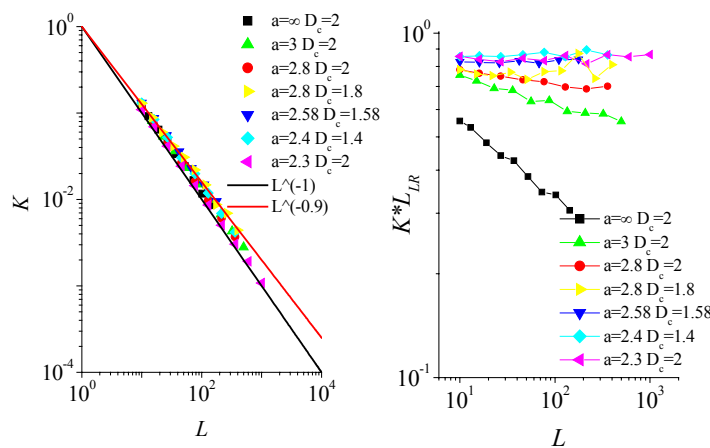 10^0
10^-2
10^-4
K
10^0
10^2
10^4
L
a=∞ D_c=2
a=3 D_c=2
a=2.8 D_c=2
a=2.8 D_c=1.8
a=2.58 D_c=1.58
a=2.4 D_c=1.4
a=2.3 D_c=2
L^(-1)
L^(-0.9)
10^0
10^-1
K*L_LR
10^1
10^2
10^3
L
a=∞ D_c=2
a=3 D_c=2
a=2.8 D_c=2
a=2.8 D_c=1.8
a=2.58 D_c=1.58
a=2.4 D_c=1.4
a=2.3 D_c=2